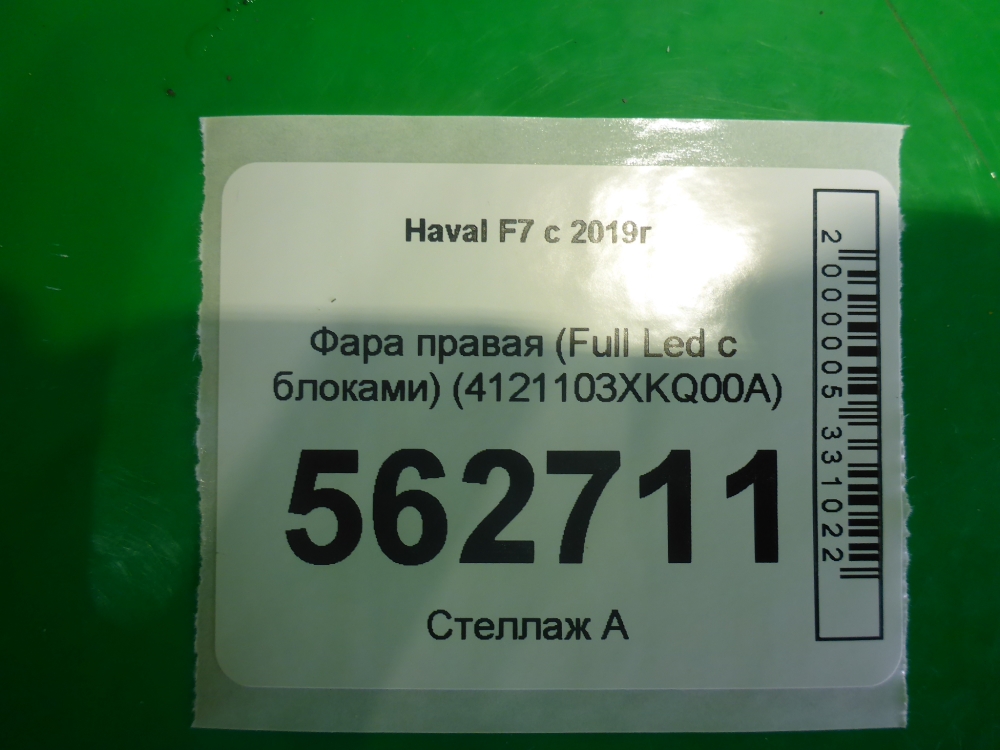 Haval F7 с 2019г
Фара правая (Full Led с
блоками) (4121103XKQ00A)
562711
Стеллаж А
2000005331022